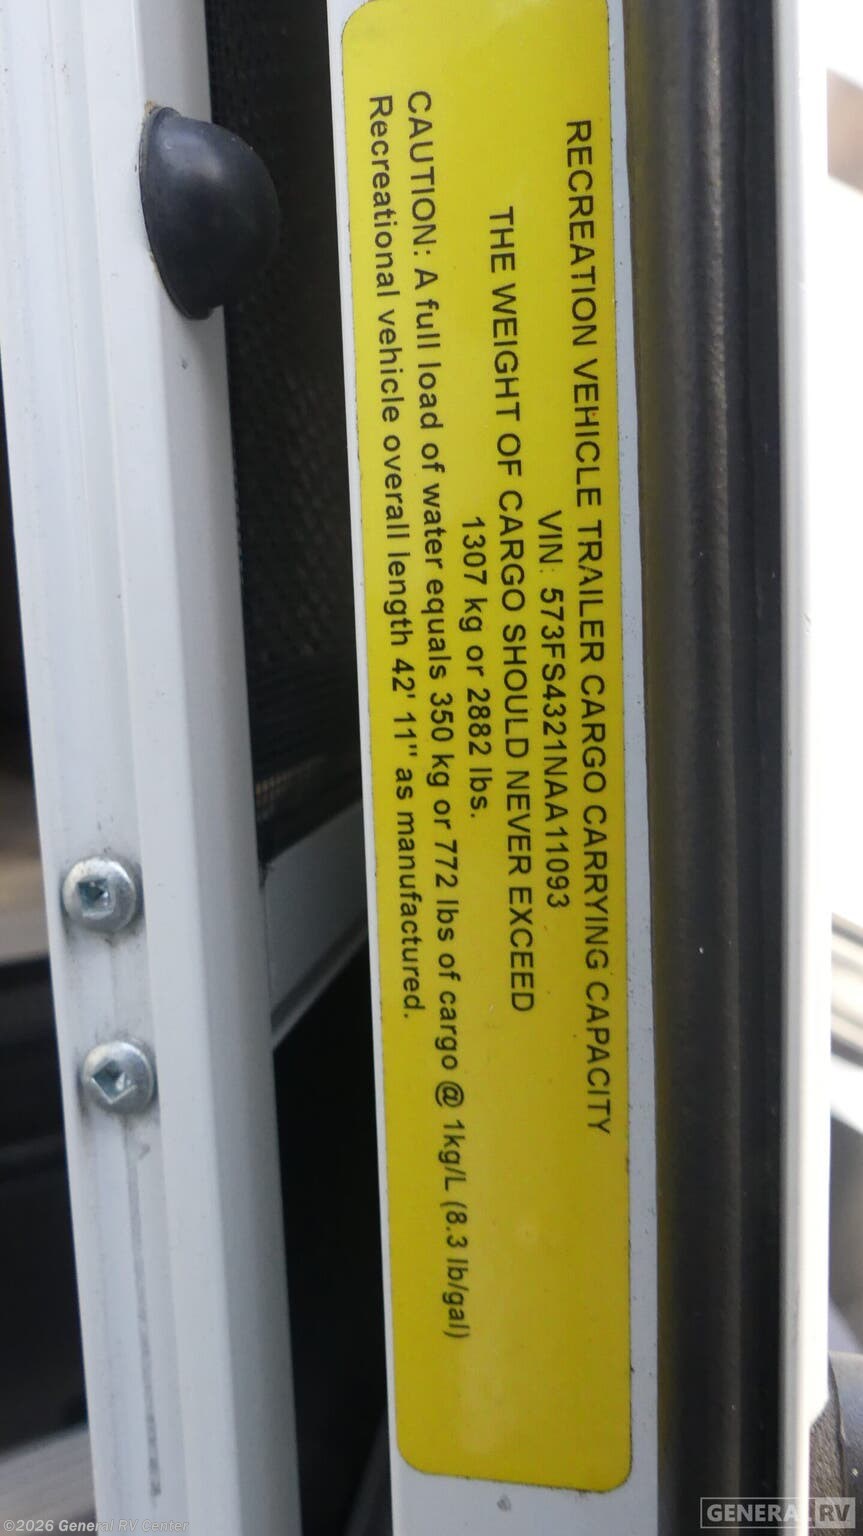 RECREATION VEHICLE TRAILER CARGO CARRYING CAPACITY
VIN: 573FS4321NAA11093
THE WEIGHT OF CARGO SHOULD NEVER EXCEED
1307 kg or 2882 lbs.
CAUTION: A full load of water equals 350 kg or 772 lbs of cargo @ 1kg/L (8.3 lb/gal)
Recreational vehicle overall length 42' 11" as manufactured.
©2026 General RV Center
GENERAL RV